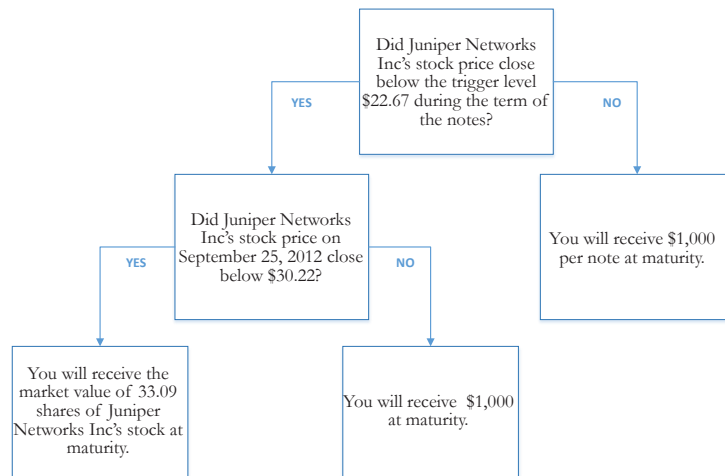 Did Juniper Networks
Inc's stock price close
below the trigger level
$22.67 during the term of
the notes?
YES
NO
Did Juniper Networks
Inc's stock price on
September 25, 2012 close
below $30.22?
You will receive $1,000
per note at maturity.
YES
NO
You will receive the
market value of 33.09
shares of Juniper
Networks Inc's stock at
maturity.
You will receive $1,000
at maturity.